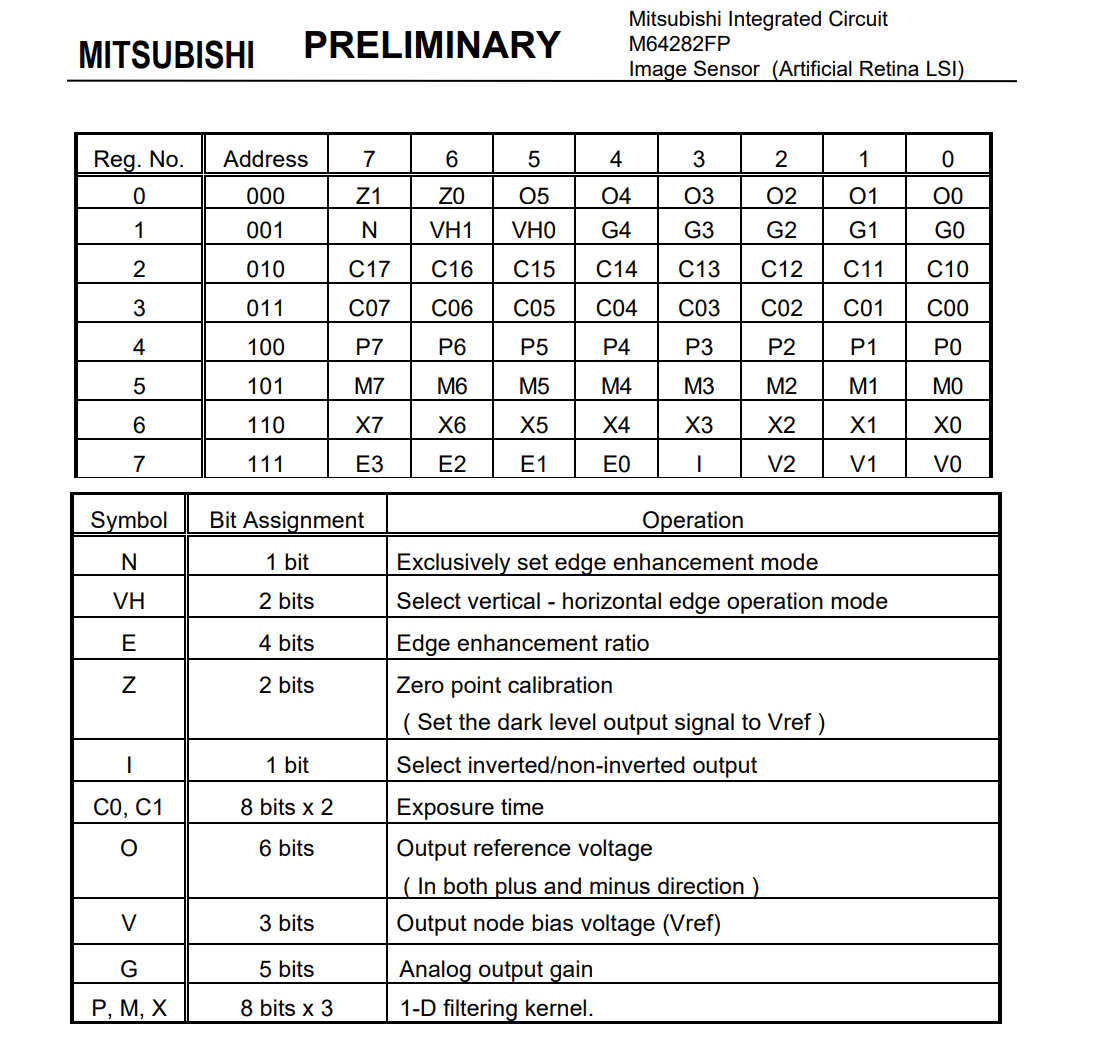 MITSUBISHI
PRELIMINARY
Mitsubishi Integrated Circuit
M64282FP
Image Sensor (Artificial Retina LSI)
Reg. No. Address 7 6 5 4 3 2 1 0
0 000 Z1 Z0 O5 O4 O3 O2 O1 O0
1 001 N VH1 VH0 G4 G3 G2 G1 G0
2 010 C17 C16 C15 C14 C13 C12 C11 C10
3 011 C07 C06 C05 C04 C03 C02 C01 C00
4 100 P7 P6 P5 P4 P3 P2 P1 P0
5 101 M7 M6 M5 M4 M3 M2 M1 M0
6 110 X7 X6 X5 X4 X3 X2 X1 X0
7 111 E3 E2 E1 E0 I V2 V1 V0
Symbol Bit Assignment Operation
N 1 bit Exclusively set edge enhancement mode
VH 2 bits Select vertical - horizontal edge operation mode
E 4 bits Edge enhancement ratio
Z 2 bits Zero point calibration
( Set the dark level output signal to Vref )
I 1 bit Select inverted/non-inverted output
C0, C1 8 bits x 2 Exposure time
O 6 bits Output reference voltage
( In both plus and minus direction )
V 3 bits Output node bias voltage (Vref)
G 5 bits Analog output gain
P, M, X 8 bits x 3 1-D filtering kernel.